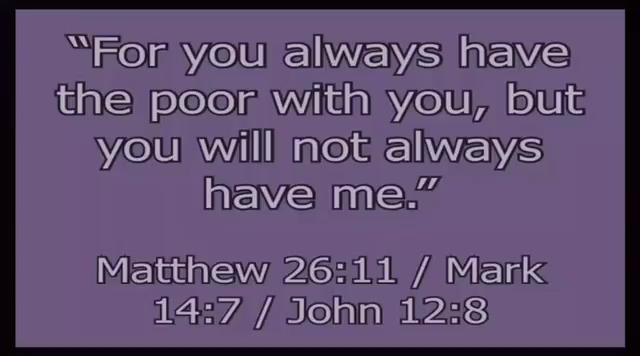 “For you always have
the poor with you, but
you will not always
have me.”
Matthew 26:11 / Mark
14:7 / John 12:8